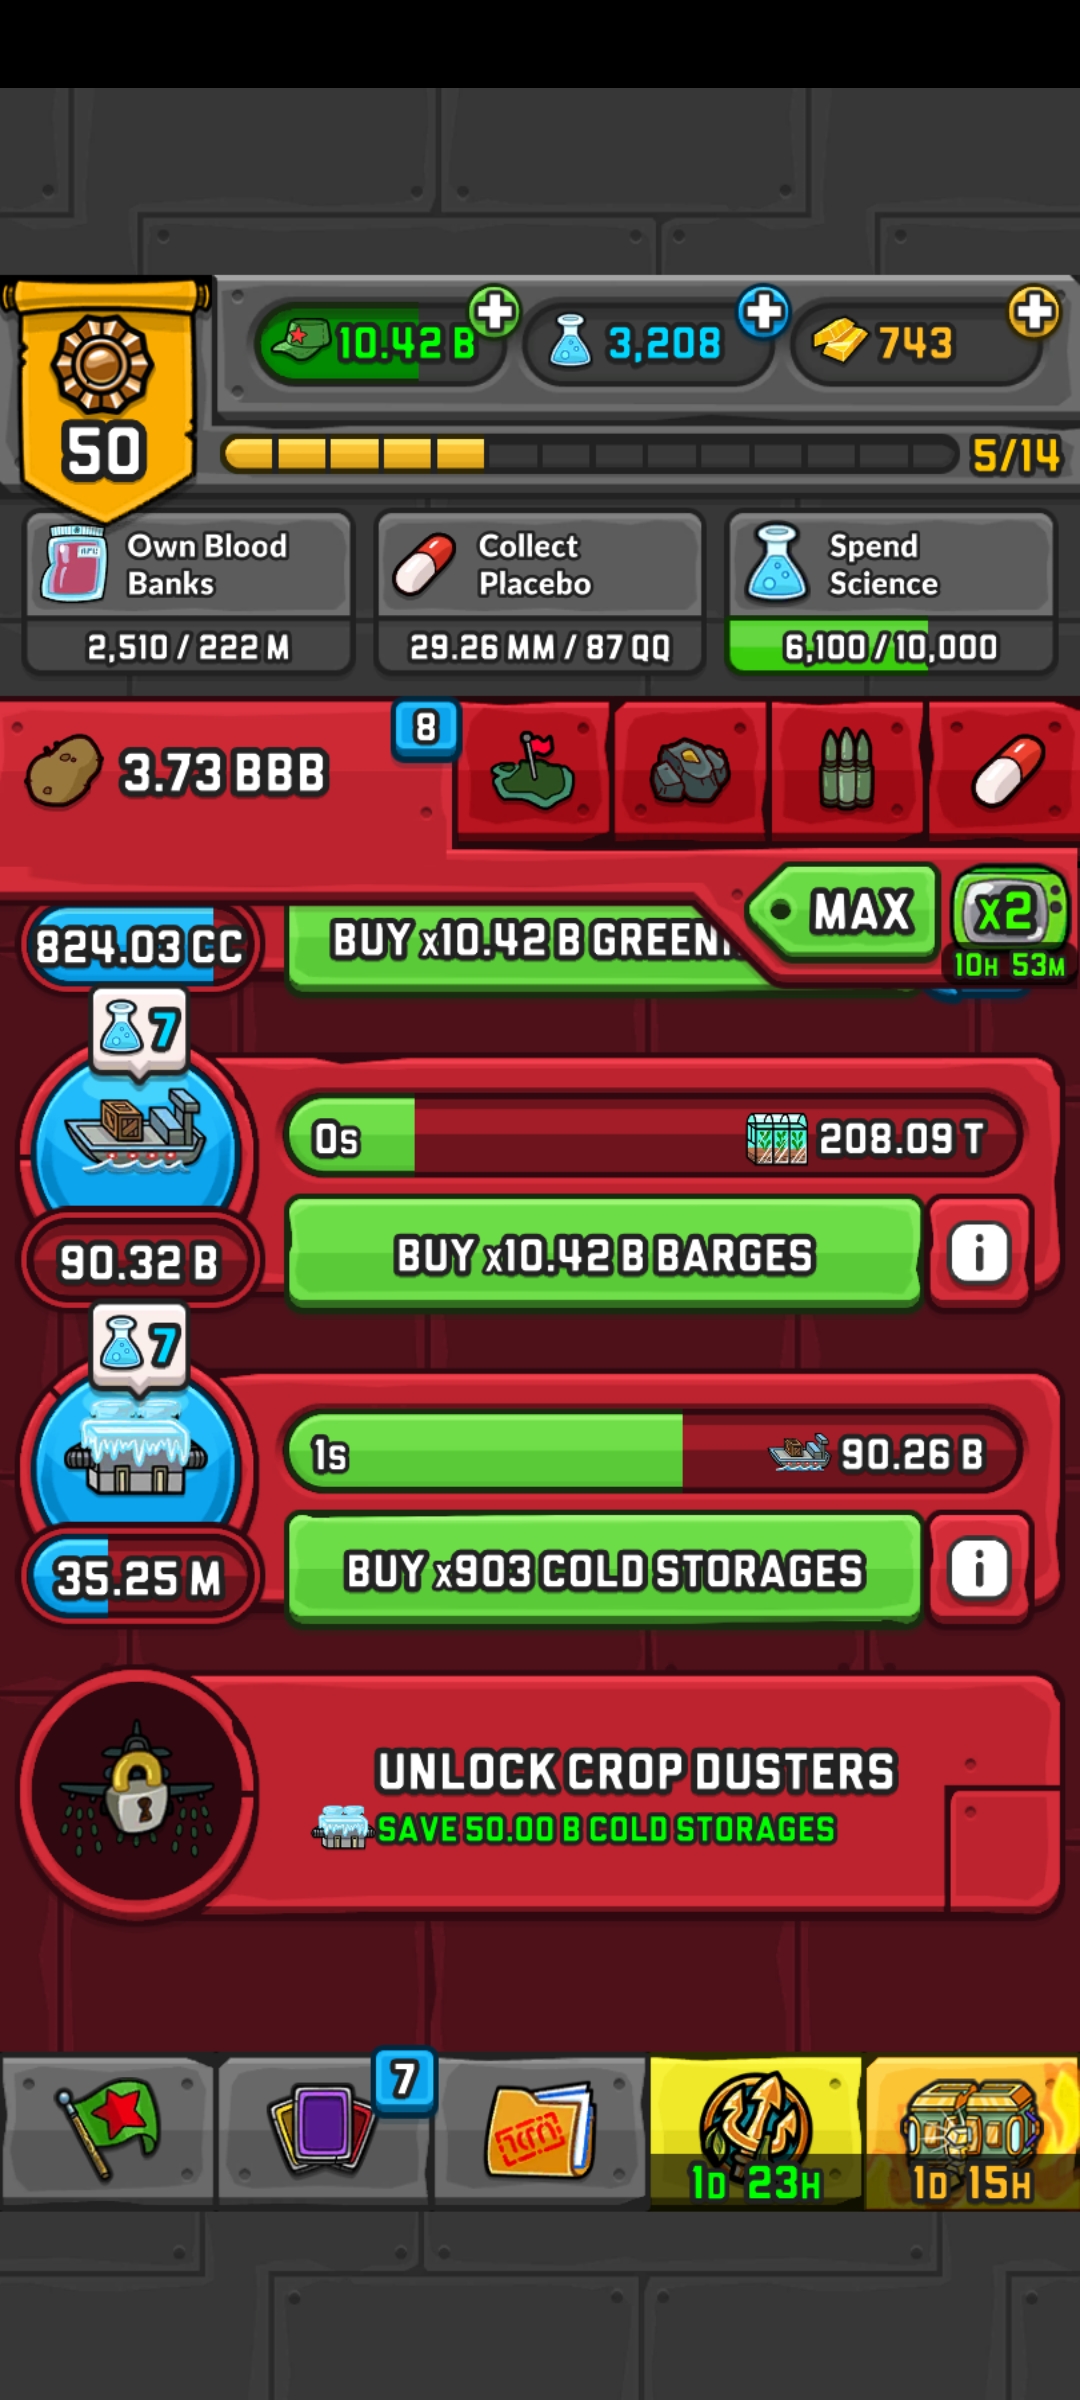 10.42 B
3,208
743
50
5/14
Own Blood
Banks
2,510 / 222 M
Collect
Placebo
29.26 MM / 87 QQ
Spend
Science
6,100 / 10,000
3.73 BBB
8
MAX
x2
10H 53M
824.03 CC
BUY x10.42 B GREEN
7
0s
208.09 T
90.32 B
BUY x10.42 B BARGES
i
7
1s
90.26 B
35.25 M
BUY x903 COLD STORAGES
i
UNLOCK CROP DUSTERS
SAVE 50.00 B COLD STORAGES
7
1D 23H
1D 15H